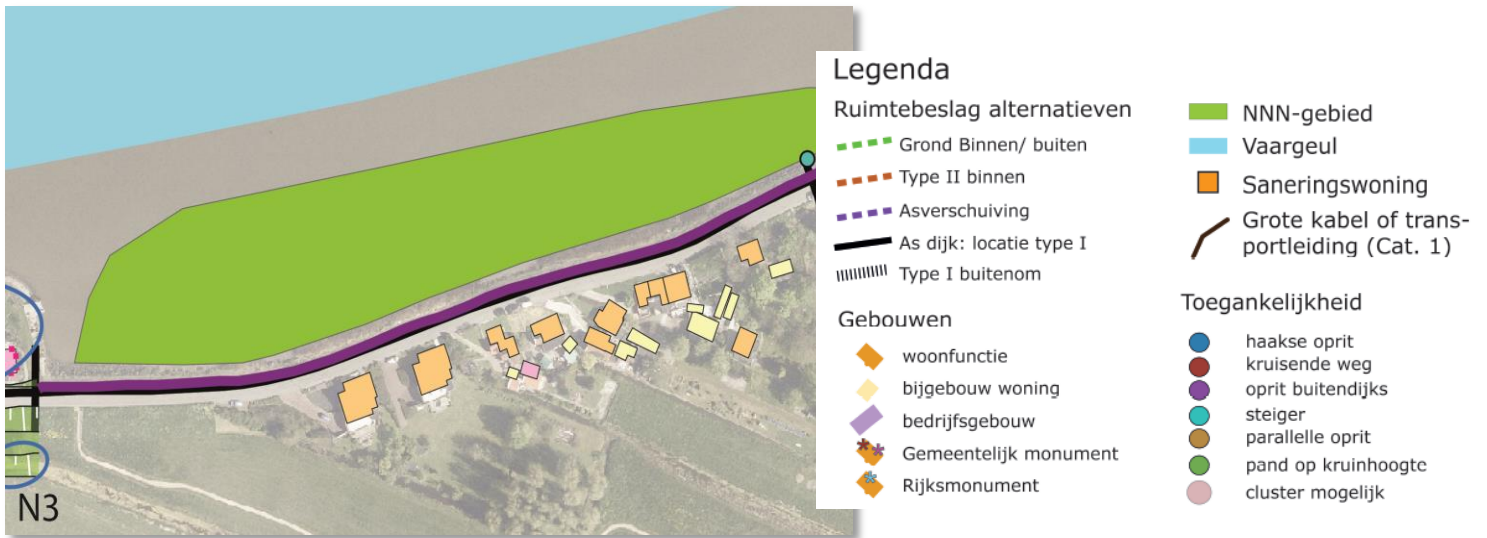 N3
Legenda
Ruimtebeslag alternatieven
Grond Binnen/ buiten
Type II binnen
Asverschuiving
As dijk: locatie type I
Type I buitenom
Gebouwen
woonfunctie
bijgebouw woning
bedrijfsgebouw
Gemeentelijk monument
Rijksmonument
NNN-gebied
Vaargeul
Saneringswoning
Grote kabel of trans-
portleiding (Cat. 1)
Toegankelijkheid
haakse oprit
kruisende weg
oprit buitendijks
steiger
parallelle oprit
pand op kruinhoogte
cluster mogelijk